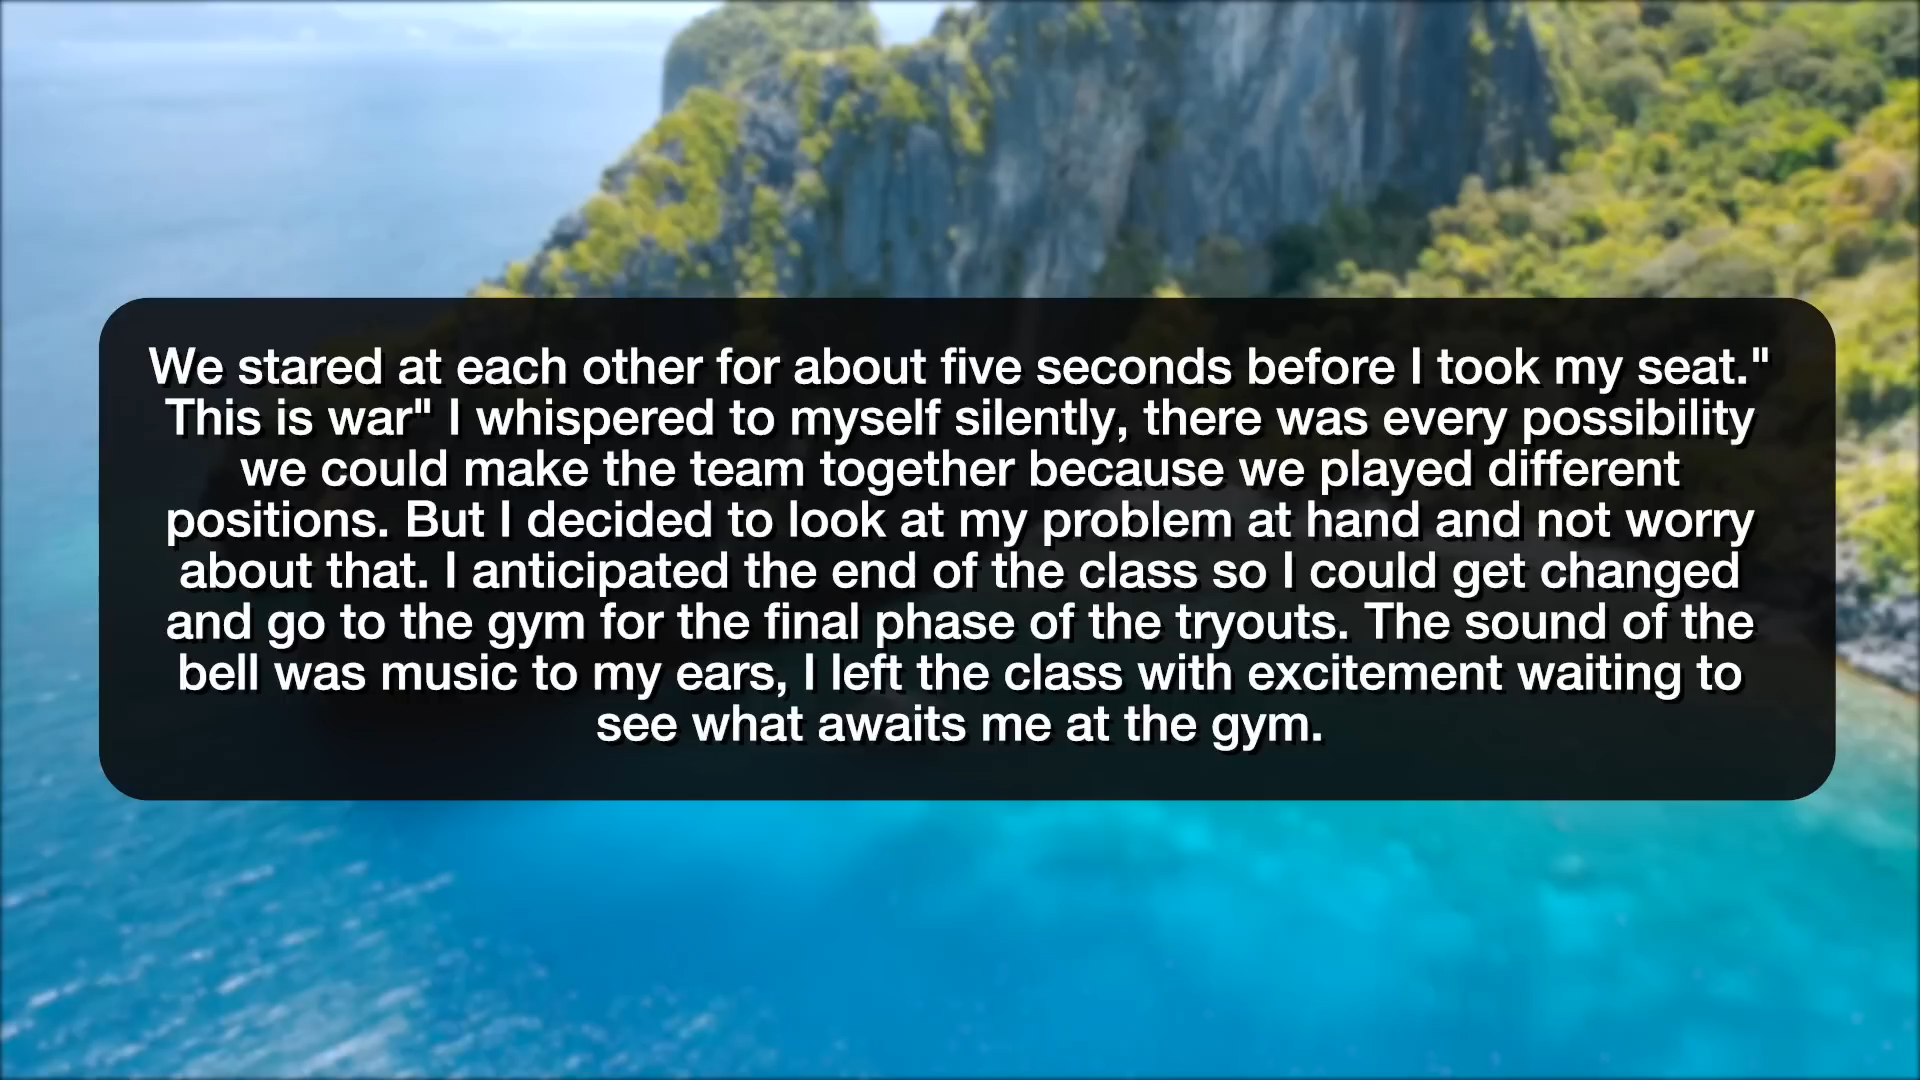 We stared at each other for about five seconds before I took my seat."
This is war" I whispered to myself silently, there was every possibility
we could make the team together because we played different
positions. But I decided to look at my problem at hand and not worry
about that. I anticipated the end of the class so I could get changed
and go to the gym for the final phase of the tryouts. The sound of the
bell was music to my ears, I left the class with excitement waiting to
see what awaits me at the gym.